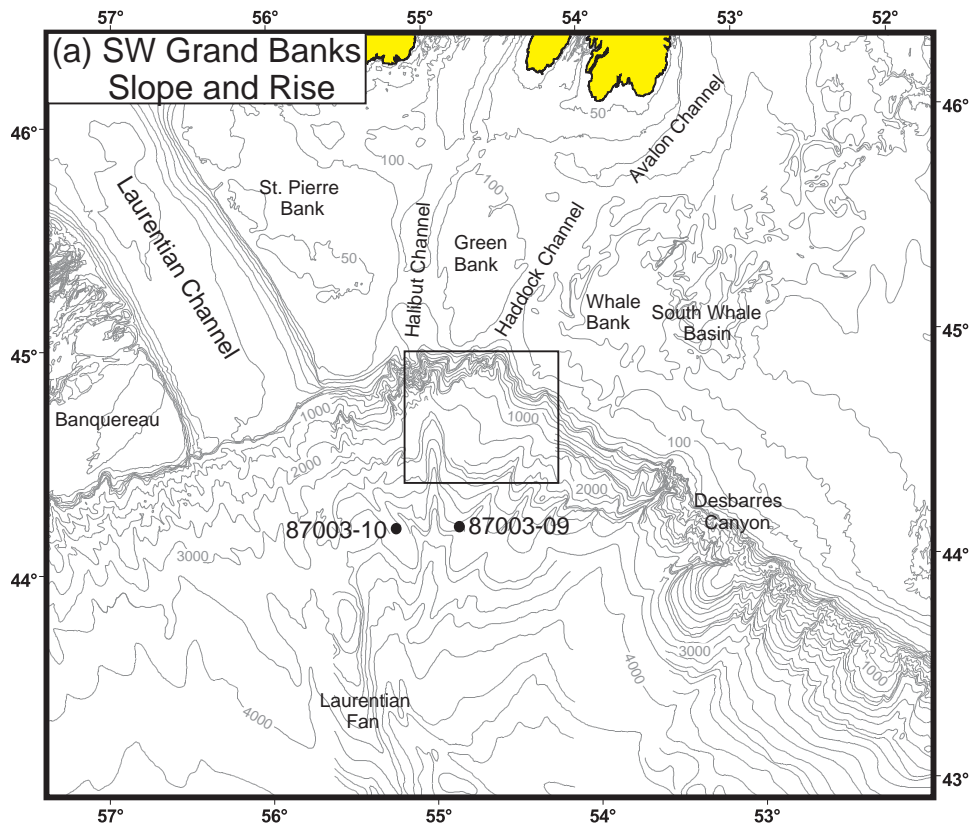 57°
56°
55°
54°
53°
52°
(a) SW Grand Banks
Slope and Rise
46°
46°
50
100
Avalon Channel
100
St. Pierre
Bank
Laurentian Channel
Halibut Channel
Green
Bank
Haddock Channel
50
Whale
Bank
South Whale
Basin
45°
45°
1000
1000
Banquereau
100
2000
2000
Desbarres
Canyon
87003-10
87003-09
3000
44°
44°
3000
4000
1000
Laurentian
Fan
4000
43°
57°
56°
55°
54°
53°